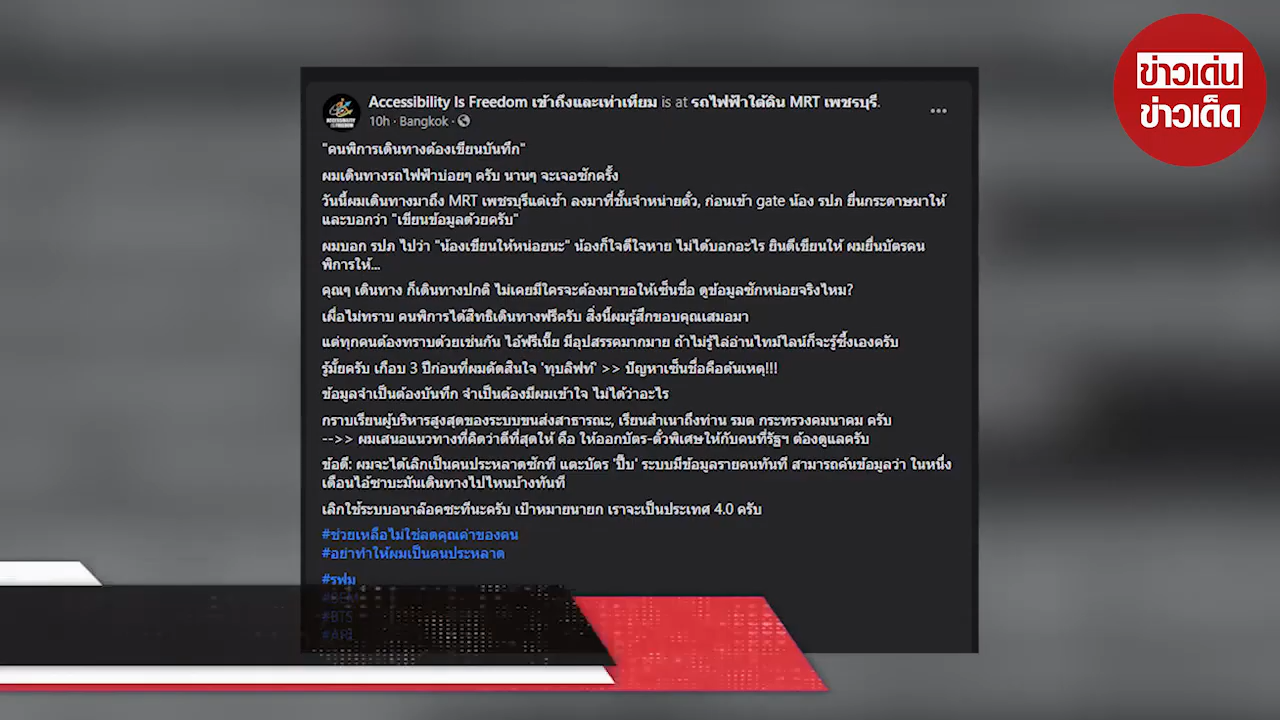 ข่าวเด่น
ข่าวเด็ด
Accessibility Is Freedom เข้าถึงและเท่าเทียม is at รถไฟฟ้าใต้ดิน MRT เพชรบุรี.
10h · Bangkok ·
"คนพิการเดินทางต้องเขียนบันทึก"
ผมเดินทางรถไฟฟ้าบ่อยๆ ครับ นานๆ จะเจอซักครั้ง
วันนี้ผมเดินทางมาถึง MRT เพชรบุรีแต่เช้า ลงมาที่ชั้นจำหน่ายตั๋ว, ก่อนเข้า gate น้อง รปภ ยื่นกระดาษมาให้
และบอกว่า "เขียนข้อมูลด้วยครับ"
ผมบอก รปภ ไปว่า "น้องเขียนให้หน่อยนะ" น้องก็ใจดีใจหาย ไม่ได้บอกอะไร ยินดีเขียนให้ ผมยื่นบัตรคน
พิการให้...
คุณๆ เดินทาง ก็เดินทางปกติ ไม่เคยมีใครจะต้องมาขอให้เซ็นชื่อ ดูข้อมูลซักหน่อยจริงไหม?
เผื่อไม่ทราบ คนพิการได้สิทธิเดินทางฟรีครับ สิ่งนี้ผมรู้สึกขอบคุณเสมอมา
แต่ทุกคนต้องทราบด้วยเช่นกัน ไอ้ฟรีเนี๊ย มีอุปสรรคมากมาย ถ้าไม่รู้ไล่อ่านไทม์ไลน์ก็จะรู้ซึ้งเองครับ
รู้มั้ยครับ เกือบ 3 ปีก่อนที่ผมตัดสินใจ 'ทุบลิฟท์' >> ปัญหาเซ็นชื่อคือต้นเหตุ!!!
ข้อมูลจำเป็นต้องบันทึก จำเป็นต้องมีผมเข้าใจ ไม่ได้ว่าอะไร
กราบเรียนผู้บริหารสูงสุดของระบบขนส่งสาธารณะ, เรียนสำเนาถึงท่าน รมต กระทรวงคมนาคม ครับ
-->> ผมเสนอแนวทางที่คิดว่าดีที่สุดให้ คือ ให้ออกบัตร-ตั๋วพิเศษให้กับคนที่รัฐฯ ต้องดูแลครับ
ข้อดี: ผมจะได้เลิกเป็นคนประหลาดซักที แตะบัตร 'ปี๊บ' ระบบมีข้อมูลรายคนทันที สามารถค้นข้อมูลว่า ในหนึ่ง
เดือนไอ้ซาบะมันเดินทางไปไหนบ้างทันที
เลิกใช้ระบบอนาล๊อคซะทีนะครับ เป้าหมายนายก เราจะเป็นประเทศ 4.0 ครับ
#ช่วยเหลือไม่ใช่ลดคุณค่าของคน
#อย่าทำให้ผมเป็นคนประหลาด
#รฟม
#BTS